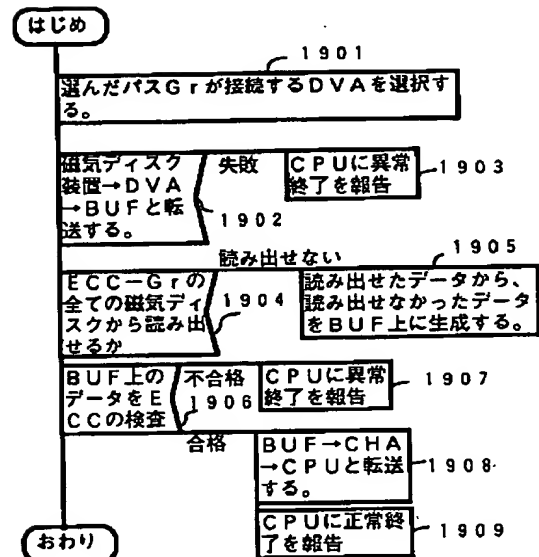 はじめ
1901
選んだパスGrが接続するDVAを選択す
る。
磁気ディスク
装置→DVA
→BUFと転
送する。
失敗
1902
CPUに異常
終了を報告
1903
読み出せない
1905
ECC-Grの
全ての磁気ディ
スクから読み出
せるか
1904
読み出せたデータから、
読み出せなかったデータ
をBUF上に生成する。
BUF上の
データをE
CCの検査
不合格
1906
合格
CPUに異常
終了を報告
1907
BUF→CHA
→CPUと転送
する。
1908
CPUに正常終
了を報告
1909
おわり